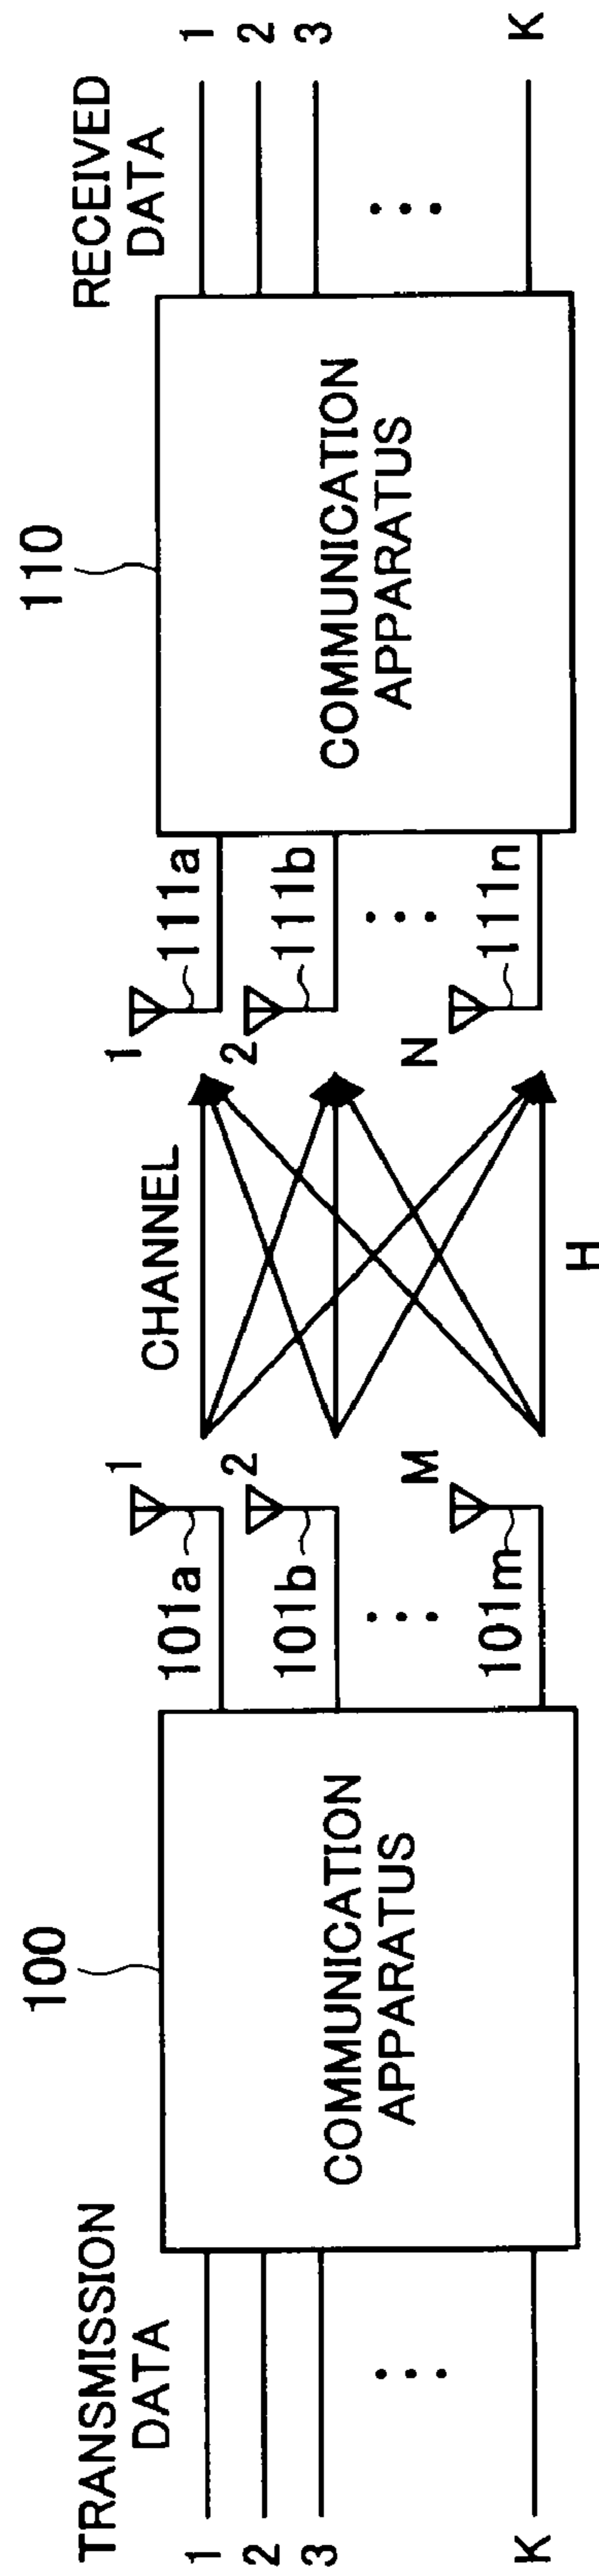 TRANSMISSION
DATA
1
2
3
K
100
COMMUNICATION
APPARATUS
101a
1
101b
2
101m
M
CHANNEL
H
1
111a
2
111b
N
111n
110
COMMUNICATION
APPARATUS
RECEIVED
DATA
1
2
3
K